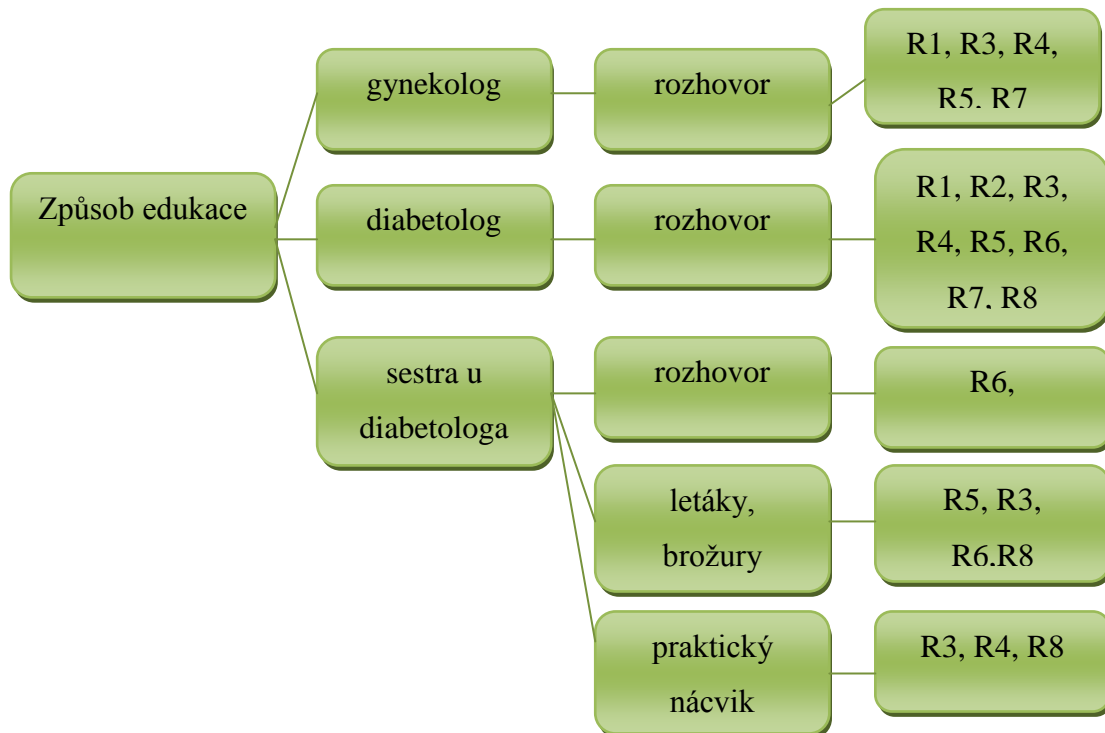 Způsob edukace
gynekolog
rozhovor
R1, R3, R4,
R5, R7
diabetolog
rozhovor
R1, R2, R3,
R4, R5, R6,
R7, R8
sestra u
diabetologa
rozhovor
R6,
letáky,
brožury
R5, R3,
R6,R8
praktický
nácvik
R3, R4, R8